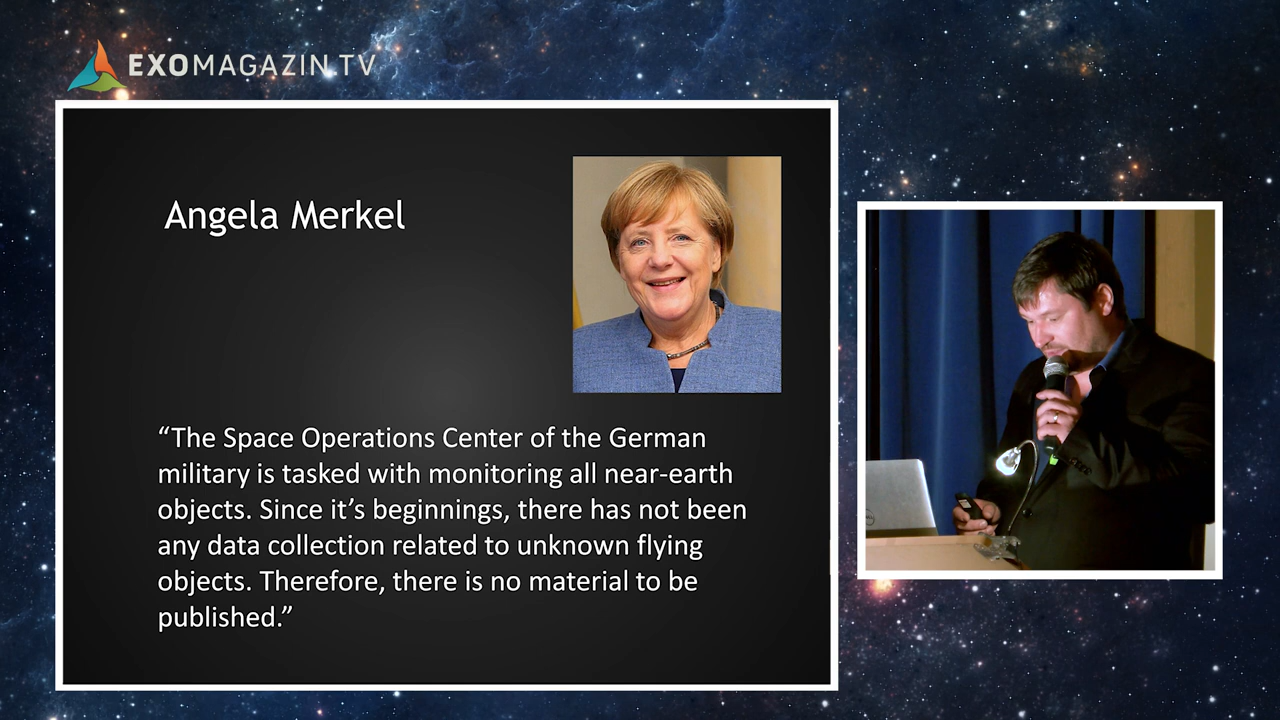 EXOMAGAZIN.TV
Angela Merkel
“The Space Operations Center of the German
military is tasked with monitoring all near-earth
objects. Since it’s beginnings, there has not been
any data collection related to unknown flying
objects. Therefore, there is no material to be
published.”